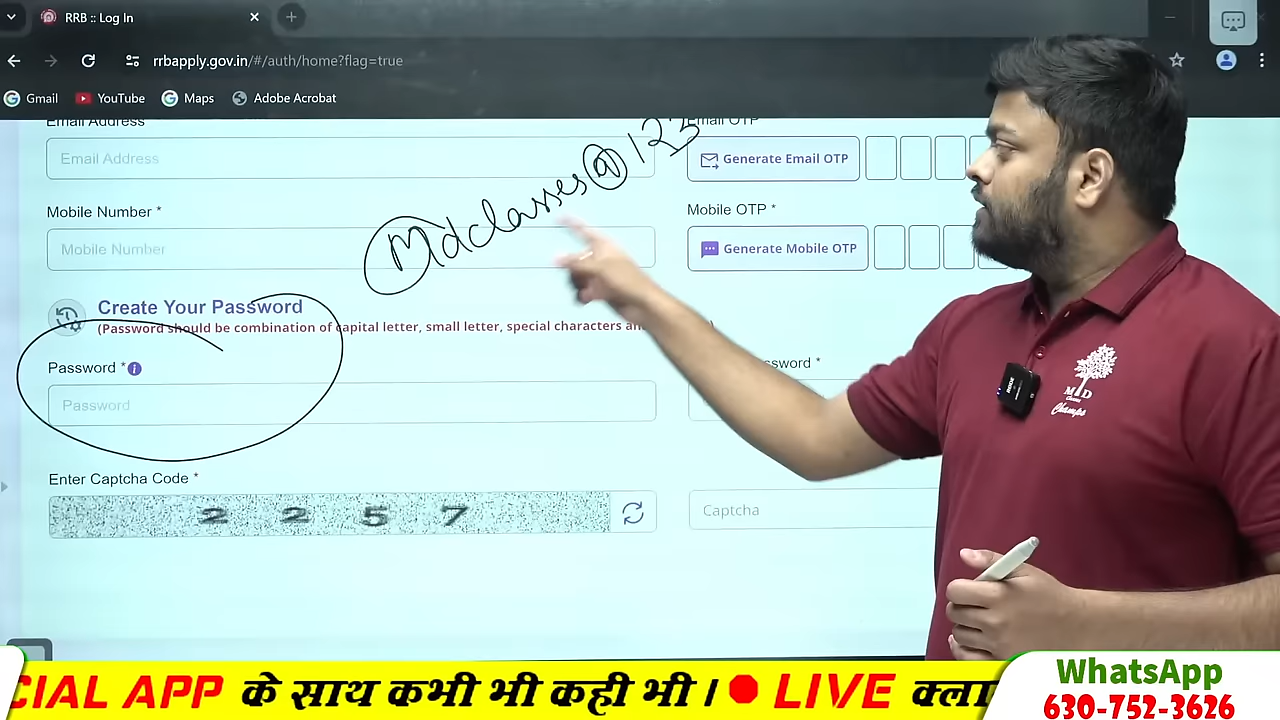 RRB :: Log In
rrbapply.gov.in/#/auth/home?flag=true
Gmail YouTube Maps Adobe Acrobat
Email Address
Email OTP
Email Address
Generate Email OTP
Mdclasses@123
Mobile Number *
Mobile OTP *
Mobile Number
Generate Mobile OTP
Create Your Password
(Password should be combination of capital letter, small letter, special characters
Password *
Password
Enter Captcha Code *
2 2 5 7
Captcha
MD
Classes
Champs
CIAL APP के साथ कभी भी कही भी । LIVE
WhatsApp
630-752-3626